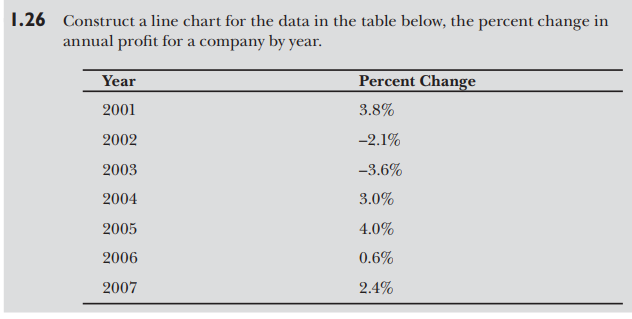 1.26 Construct a line chart for the data in the table below, the percent change in
annual profit for a company by year.
Year Percent Change
2001 3.8%
2002 –2.1%
2003 –3.6%
2004 3.0%
2005 4.0%
2006 0.6%
2007 2.4%